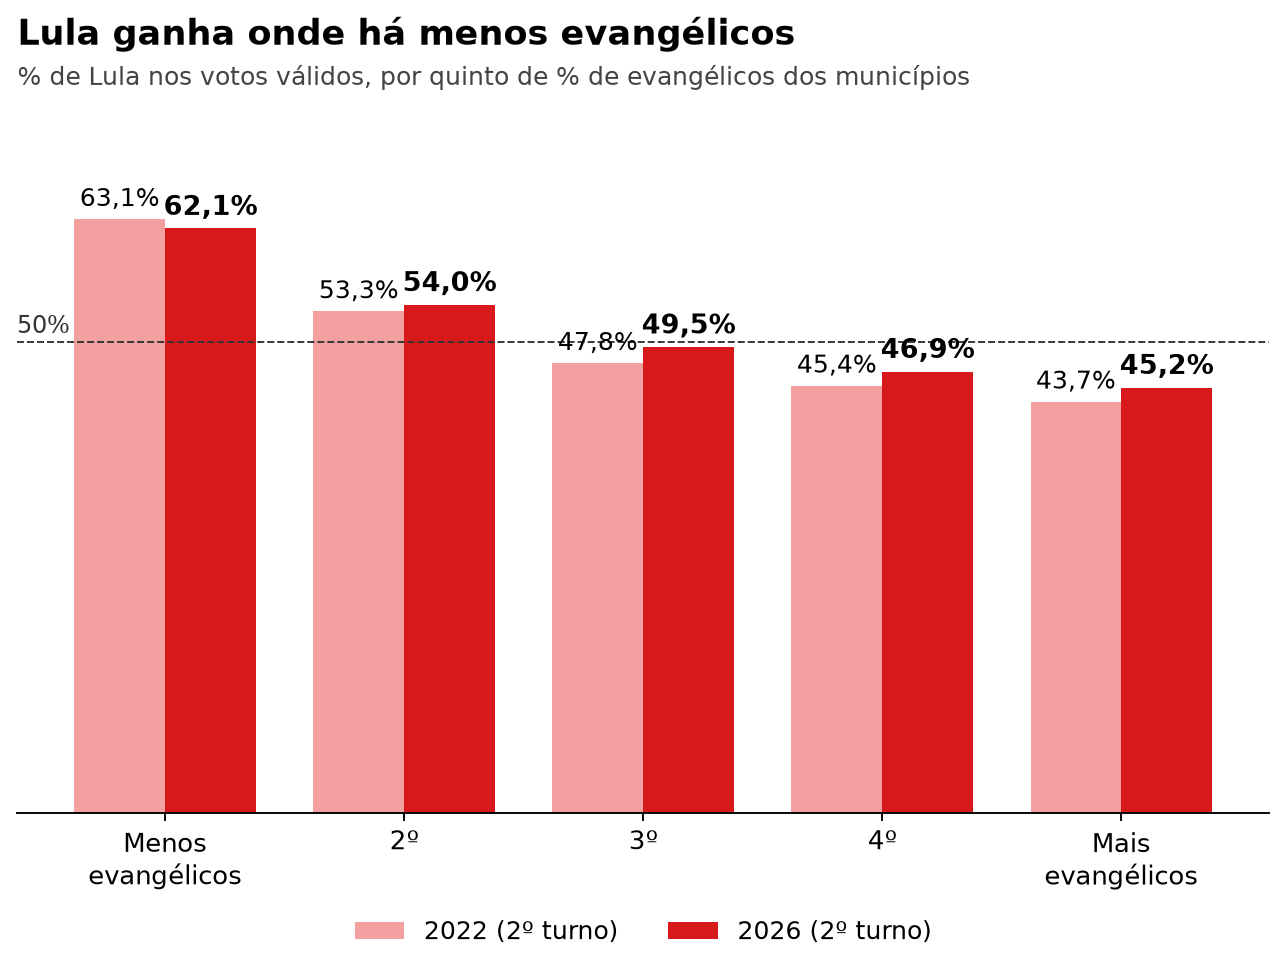 Lula ganha onde há menos evangélicos
% de Lula nos votos válidos, por quinto de % de evangélicos dos municípios
63,1%
62,1%
53,3%
54,0%
50%
47,8%
49,5%
45,4%
46,9%
43,7%
45,2%
Menos
evangélicos
2º
3º
4º
Mais
evangélicos
2022 (2º turno)
2026 (2º turno)